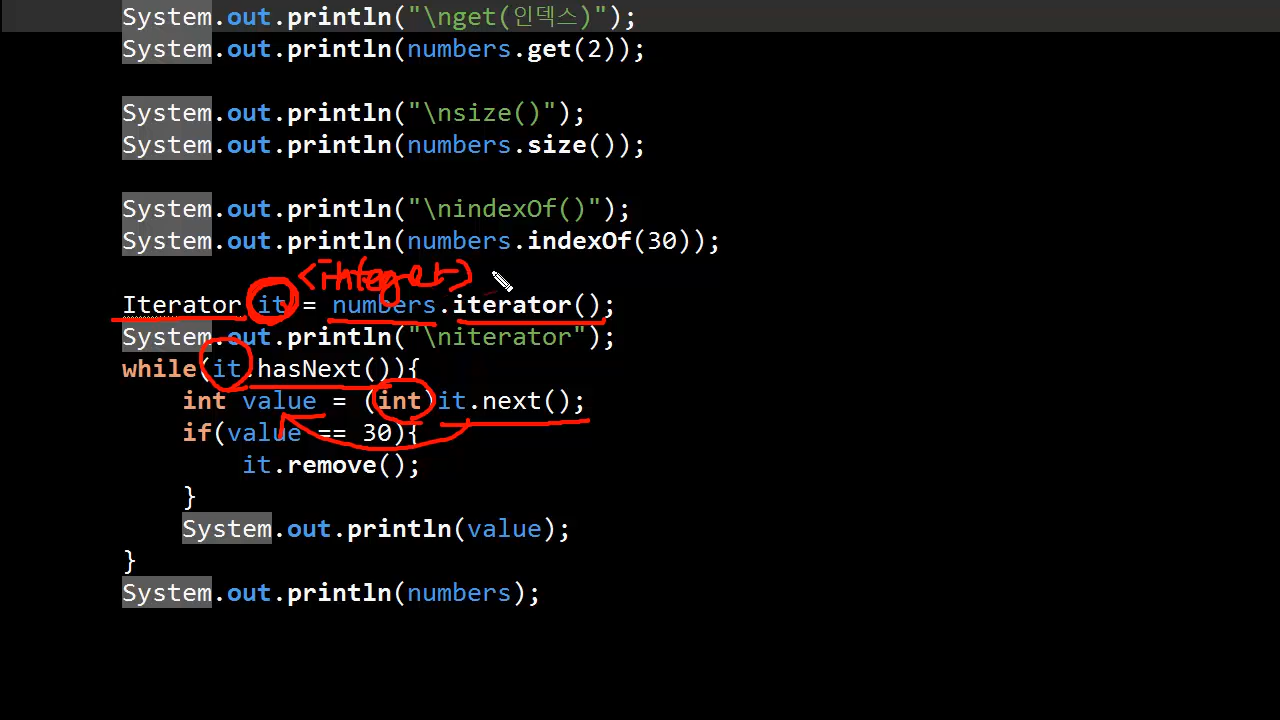 System.out.println("\nget(인덱스)");
System.out.println(numbers.get(2));
System.out.println("\nsize()");
System.out.println(numbers.size());
System.out.println("\nindexOf()");
System.out.println(numbers.indexOf(30));
<integer>
Iterator it = numbers.iterator();
System.out.println("\niterator");
while(it.hasNext()){
int value = (int)it.next();
if(value == 30){
it.remove();
}
System.out.println(value);
}
System.out.println(numbers);